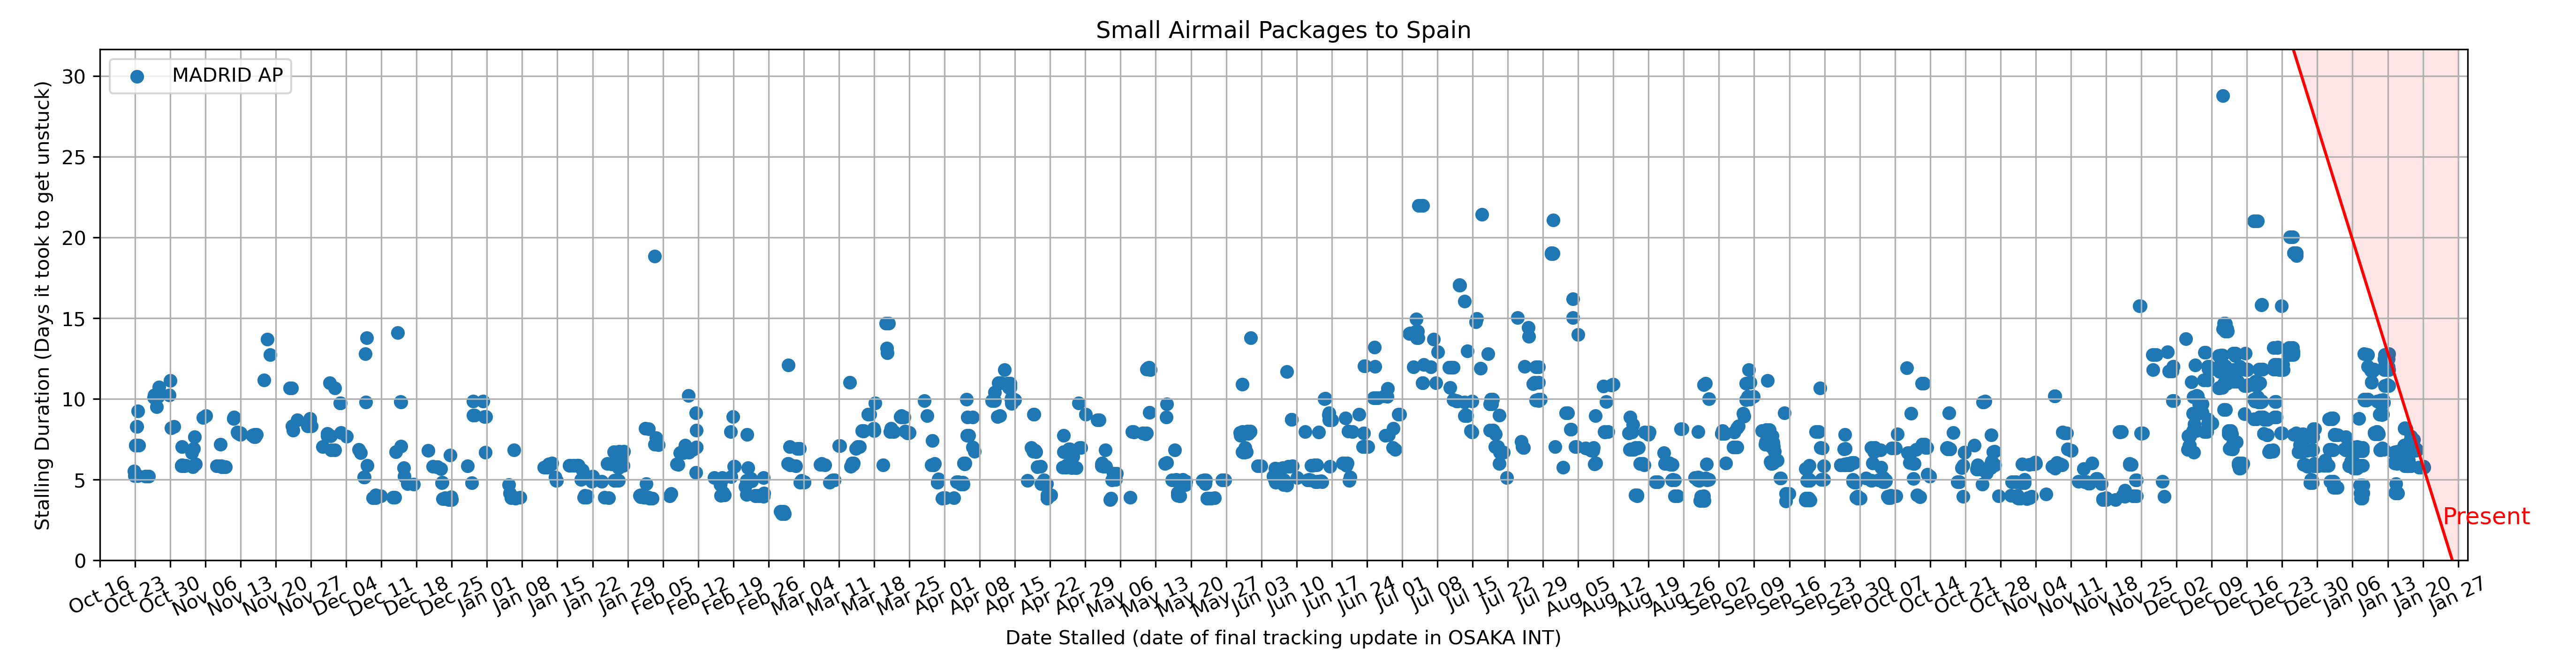 Small Airmail Packages to Spain
MADRID AP
Stalling Duration (Days it took to get unstuck)
30
25
20
15
10
5
0
Present
Oct 16
Oct 23
Oct 30
Nov 06
Nov 13
Nov 20
Nov 27
Dec 04
Dec 11
Dec 18
Dec 25
Jan 01
Jan 08
Jan 15
Jan 22
Jan 29
Feb 05
Feb 12
Feb 19
Feb 26
Mar 04
Mar 11
Mar 18
Mar 25
Apr 01
Apr 08
Apr 15
Apr 22
Apr 29
May 06
May 13
May 20
May 27
Jun 03
Jun 10
Jun 17
Jun 24
Jul 01
Jul 08
Jul 15
Jul 22
Jul 29
Aug 05
Aug 12
Aug 19
Aug 26
Sep 02
Sep 09
Sep 16
Sep 23
Sep 30
Oct 07
Oct 14
Oct 21
Oct 28
Nov 04
Nov 11
Nov 18
Nov 25
Dec 02
Dec 09
Dec 16
Dec 23
Dec 30
Jan 06
Jan 13
Jan 20
Jan 27
Date Stalled (date of final tracking update in OSAKA INT)